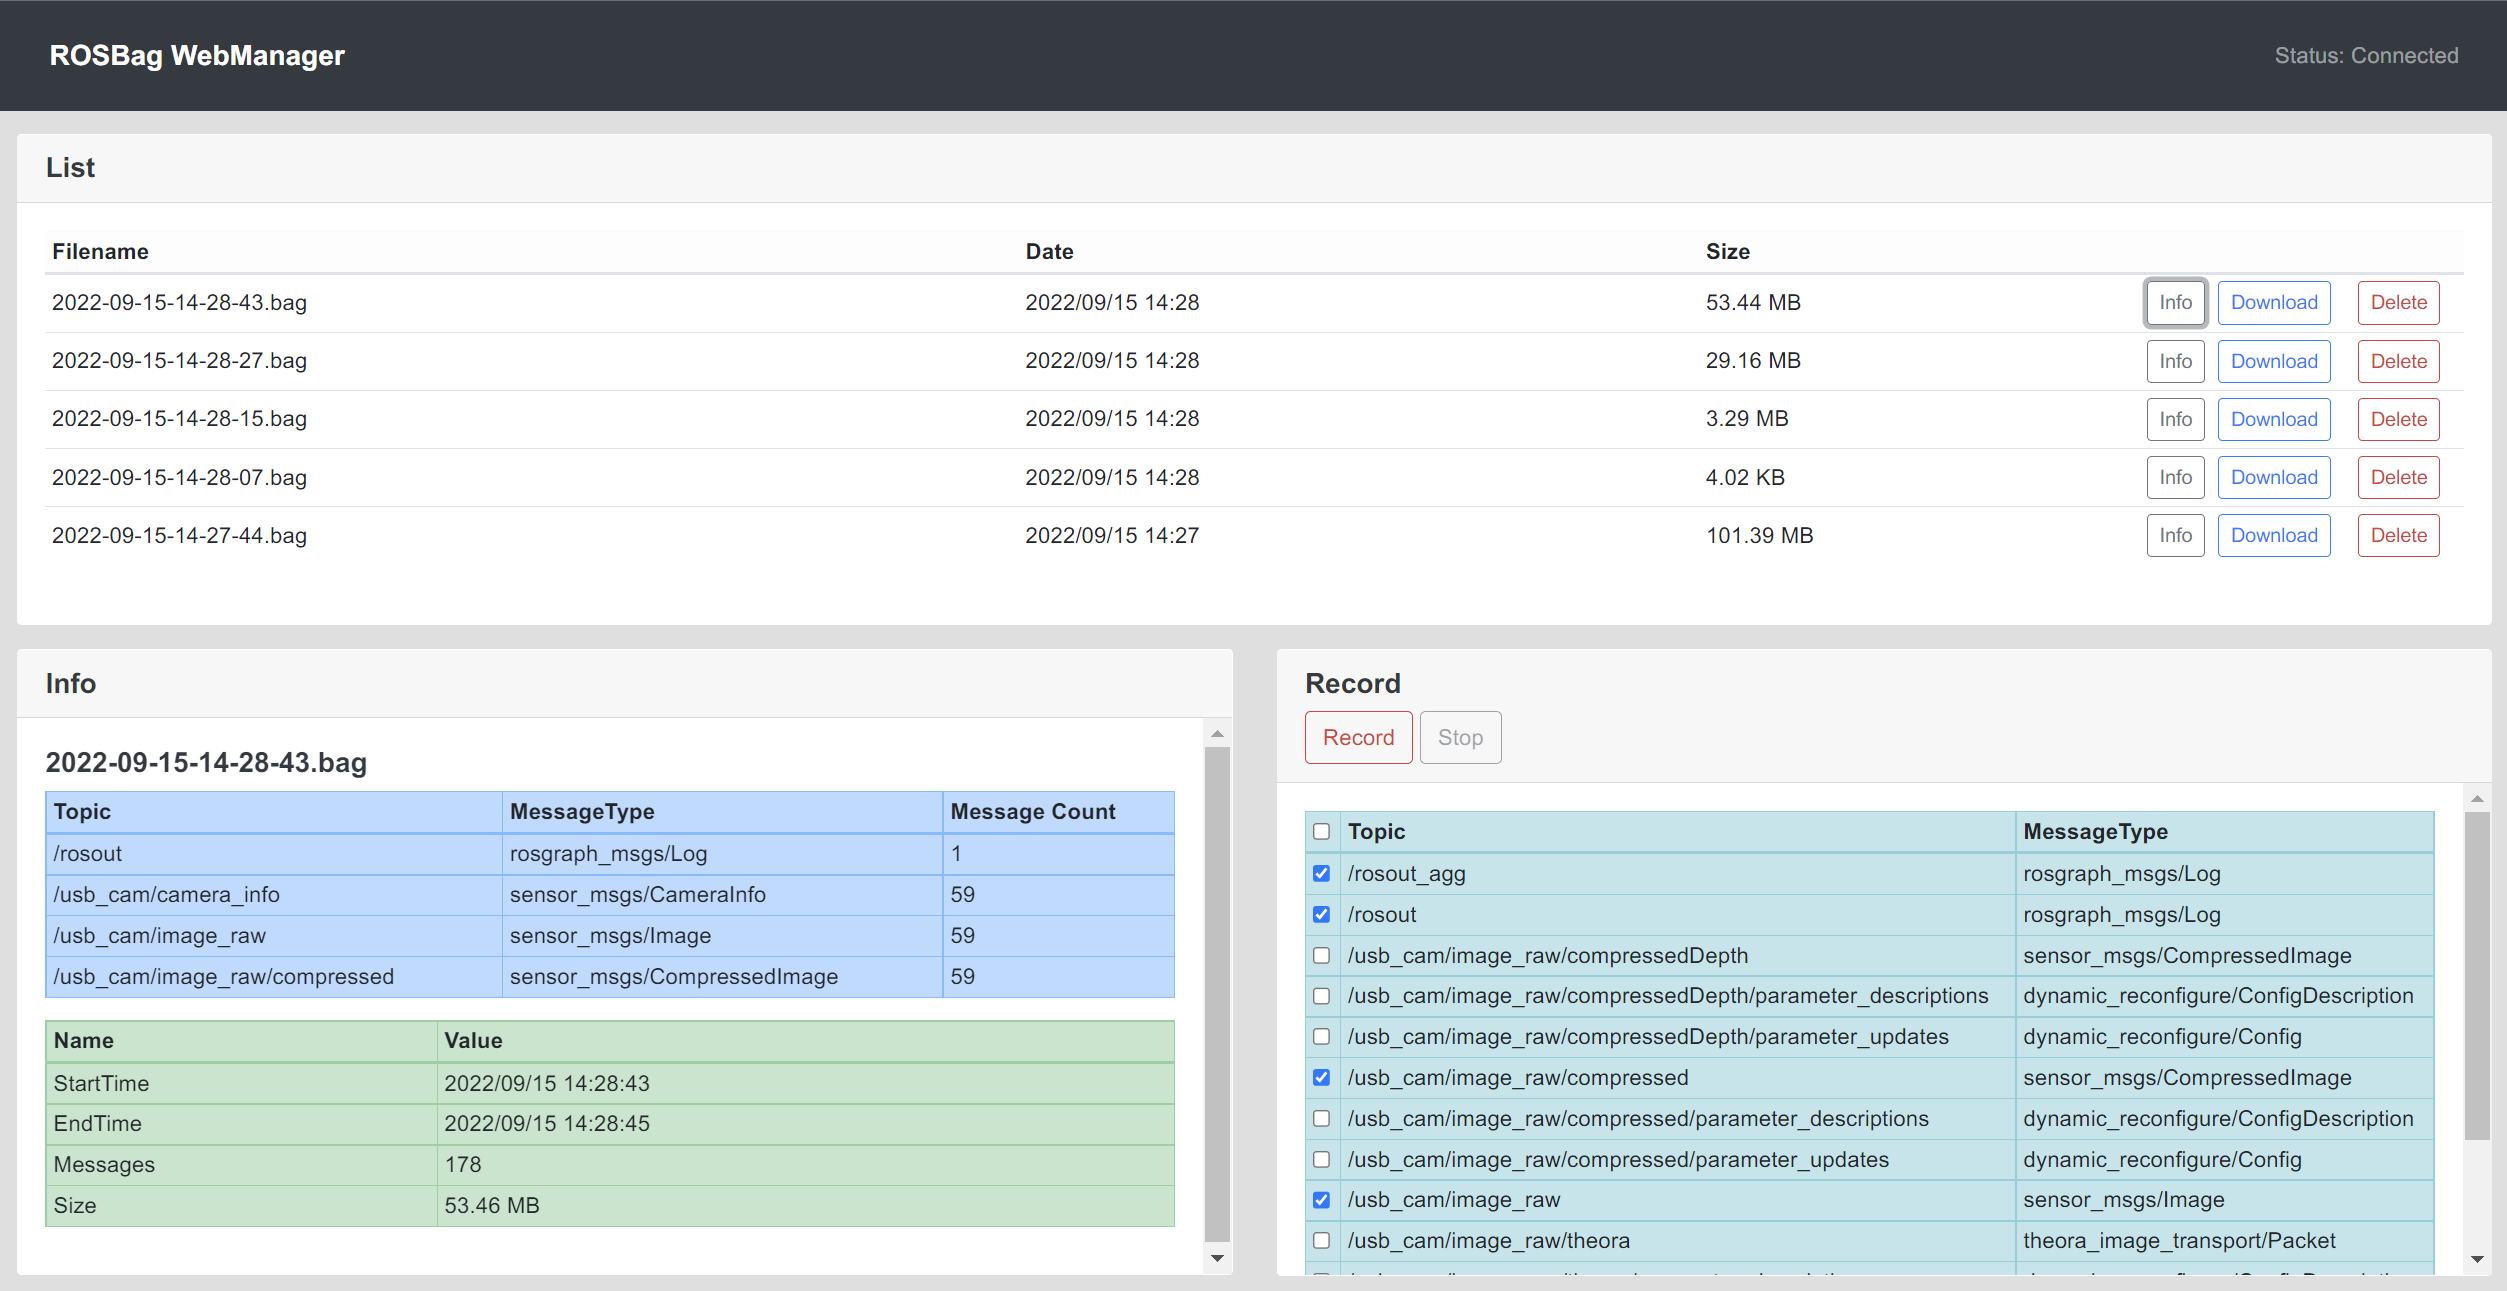 ROSBag WebManager
Status: Connected
List
Filename Date Size
2022-09-15-14-28-43.bag 2022/09/15 14:28 53.44 MB Info Download Delete
2022-09-15-14-28-27.bag 2022/09/15 14:28 29.16 MB Info Download Delete
2022-09-15-14-28-15.bag 2022/09/15 14:28 3.29 MB Info Download Delete
2022-09-15-14-28-07.bag 2022/09/15 14:28 4.02 KB Info Download Delete
2022-09-15-14-27-44.bag 2022/09/15 14:27 101.39 MB Info Download Delete
Info
2022-09-15-14-28-43.bag
Topic MessageType Message Count
/rosout rosgraph_msgs/Log 1
/usb_cam/camera_info sensor_msgs/CameraInfo 59
/usb_cam/image_raw sensor_msgs/Image 59
/usb_cam/image_raw/compressed sensor_msgs/CompressedImage 59
Name Value
StartTime 2022/09/15 14:28:43
EndTime 2022/09/15 14:28:45
Messages 178
Size 53.46 MB
Record
Record Stop
Topic MessageType
/rosout_agg rosgraph_msgs/Log
/rosout rosgraph_msgs/Log
/usb_cam/image_raw/compressedDepth sensor_msgs/CompressedImage
/usb_cam/image_raw/compressedDepth/parameter_descriptions dynamic_reconfigure/ConfigDescription
/usb_cam/image_raw/compressedDepth/parameter_updates dynamic_reconfigure/Config
/usb_cam/image_raw/compressed sensor_msgs/CompressedImage
/usb_cam/image_raw/compressed/parameter_descriptions dynamic_reconfigure/ConfigDescription
/usb_cam/image_raw/compressed/parameter_updates dynamic_reconfigure/Config
/usb_cam/image_raw sensor_msgs/Image
/usb_cam/image_raw/theora theora_image_transport/Packet